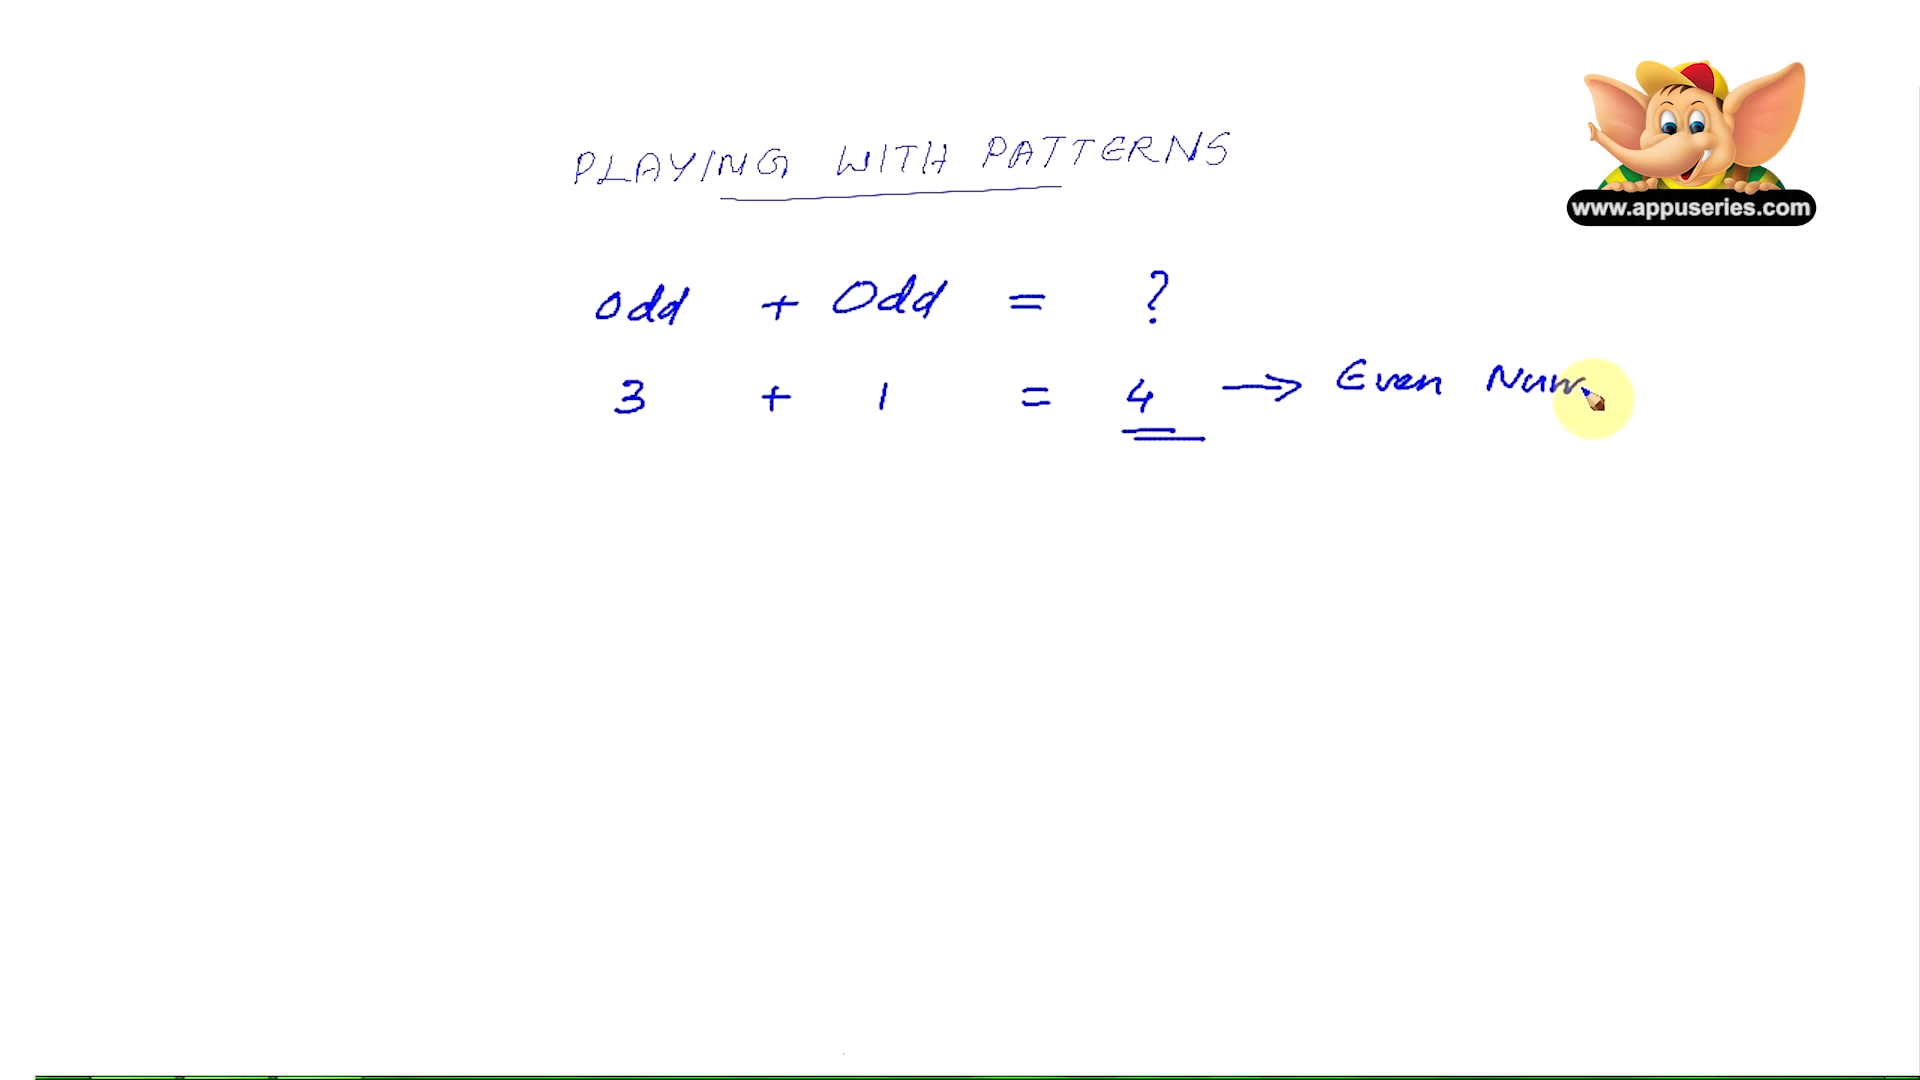 PLAYING WITH PATTERNS
www.appuseries.com
odd + Odd = ?
3 + 1 = 4 → Even Num